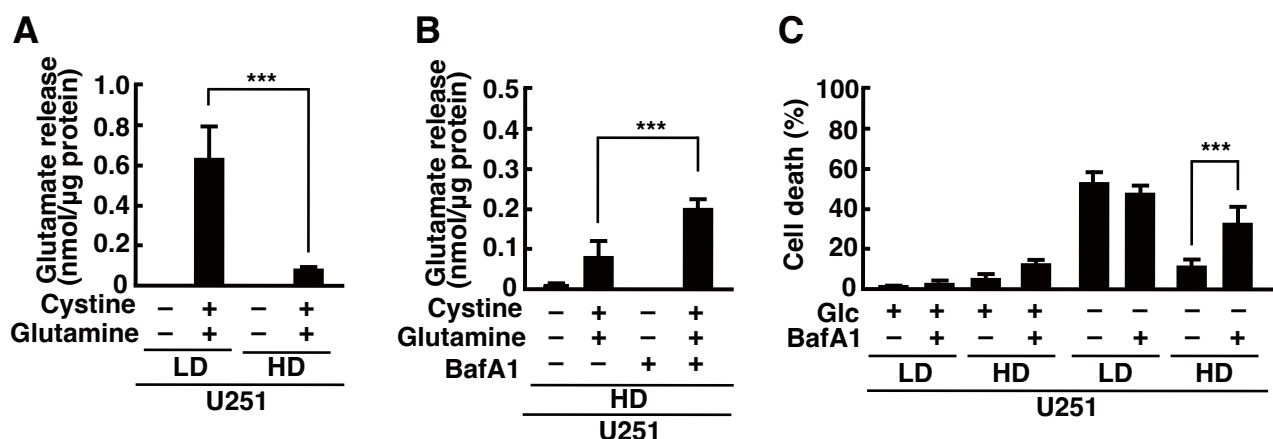 A
Glutamate release
(nmol/μg protein)
1.0
0.8
0.6
0.4
0.2
0
***
Cystine – + – +
Glutamine – + – +
LD HD
U251
B
Glutamate release
(nmol/μg protein)
0.5
0.4
0.3
0.2
0.1
0
***
Cystine – + – +
Glutamine – + – +
BafA1 – – + +
HD
U251
C
Cell death (%)
100
80
60
40
20
0
***
Glc + + + + – – – –
BafA1 – + – + – + – +
LD HD LD HD
U251